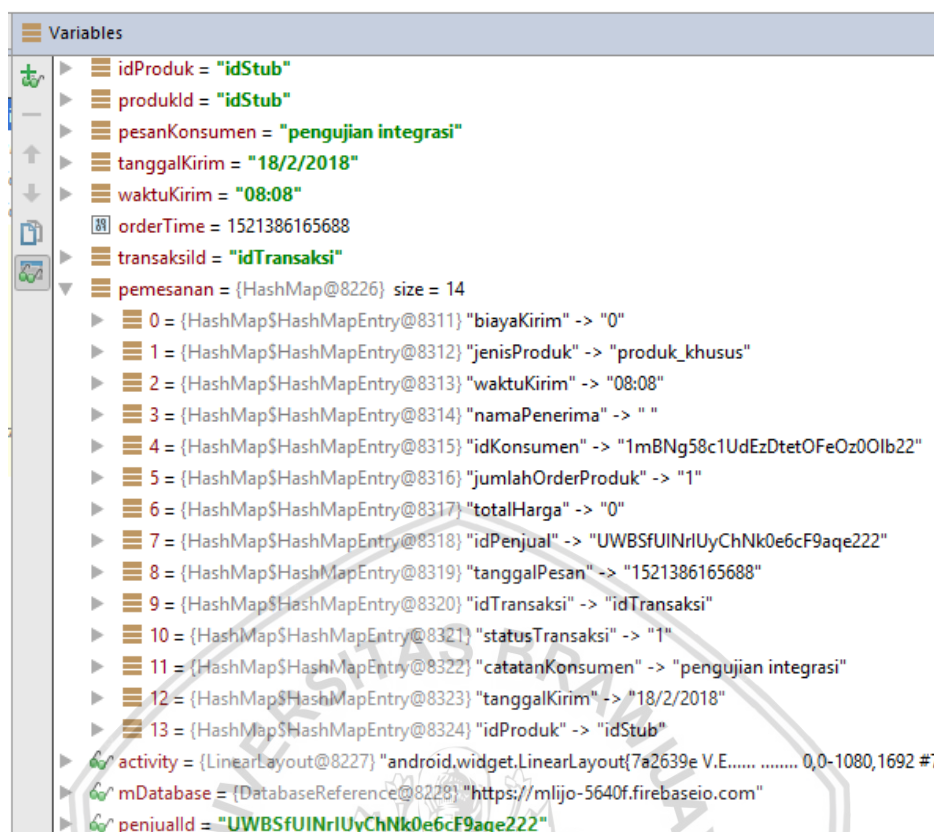 Variables
idProduk = "idStub"
produkId = "idStub"
pesanKonsumen = "pengujian integrasi"
tanggalKirim = "18/2/2018"
waktuKirim = "08:08"
orderTime = 1521386165688
transaksiId = "idTransaksi"
pemesanan = {HashMap@8226} size = 14
0 = {HashMap$HashMapEntry@8311} "biayaKirim" -> "0"
1 = {HashMap$HashMapEntry@8312} "jenisProduk" -> "produk_khusus"
2 = {HashMap$HashMapEntry@8313} "waktuKirim" -> "08:08"
3 = {HashMap$HashMapEntry@8314} "namaPenerima" -> " "
4 = {HashMap$HashMapEntry@8315} "idKonsumen" -> "1mBNg58c1UdEzDtetOFeOz0OIb22"
5 = {HashMap$HashMapEntry@8316} "jumlahOrderProduk" -> "1"
6 = {HashMap$HashMapEntry@8317} "totalHarga" -> "0"
7 = {HashMap$HashMapEntry@8318} "idPenjual" -> "UWBSfUINrIUyChNk0e6cF9aqe222"
8 = {HashMap$HashMapEntry@8319} "tanggalPesan" -> "1521386165688"
9 = {HashMap$HashMapEntry@8320} "idTransaksi" -> "idTransaksi"
10 = {HashMap$HashMapEntry@8321} "statusTransaksi" -> "1"
11 = {HashMap$HashMapEntry@8322} "catatanKonsumen" -> "pengujian integrasi"
12 = {HashMap$HashMapEntry@8323} "tanggalKirim" -> "18/2/2018"
13 = {HashMap$HashMapEntry@8324} "idProduk" -> "idStub"
activity = {LinearLayout@8227} "android.widget.LinearLayout{7a2639e V.E...... ........ 0,0-1080,1692 #7
mDatabase = {DatabaseReference@8228} "https://mlijo-5640f.firebaseio.com"
penjualId = "UWBSfUINrIUyChNk0e6cF9aqe222"